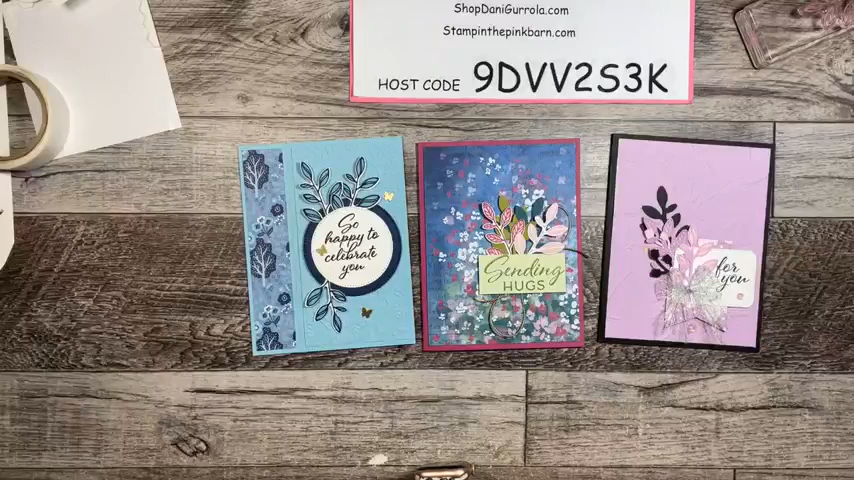 ShopDaniGurrola.com
Stampinthepinkbarn.com
HOST CODE 9DVV2S3K
So
happy to
celebrate
you
Sending
HUGS
for
you